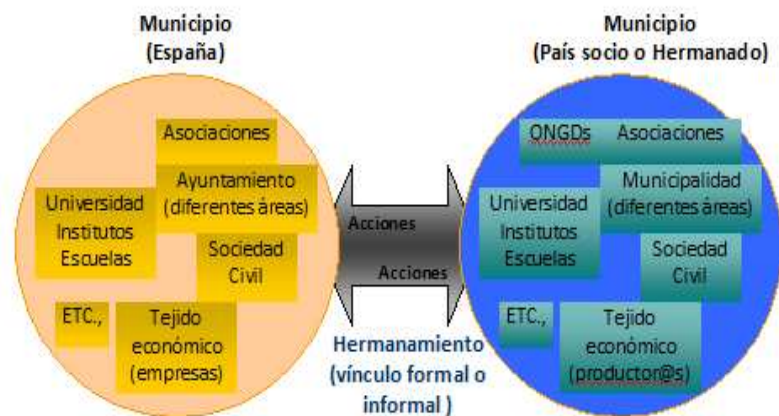 Municipio
(España)
Asociaciones
Ayuntamiento
(diferentes áreas)
Universidad
Institutos
Escuelas
Sociedad
Civil
ETC.,
Tejido
económico
(empresas)
Acciones
Acciones
Hermanamiento
(vínculo formal o
informal )
Municipio
(País socio o Hermanado)
ONGDs Asociaciones
Municipalidad
(diferentes áreas)
Universidad
Institutos
Escuelas
Sociedad
Civil
ETC.,
Tejido
económico
(productor@s)